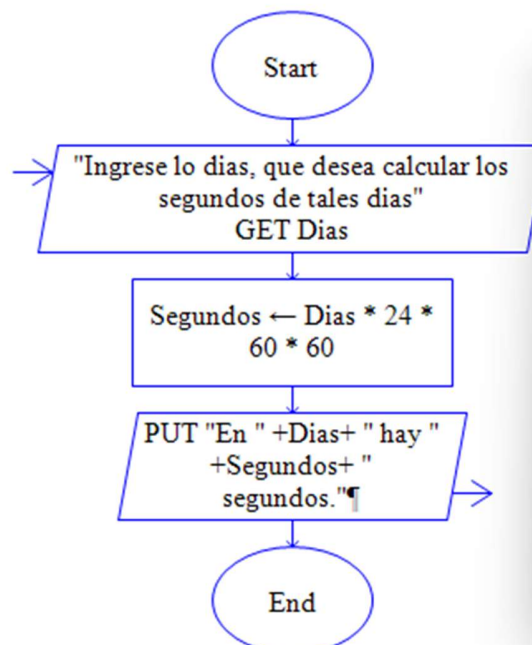 Start
"Ingrese lo dias, que desea calcular los
segundos de tales dias"
GET Dias
Segundos ← Dias * 24 *
60 * 60
PUT "En " +Dias+ " hay "
+Segundos+ "
segundos."¶
End